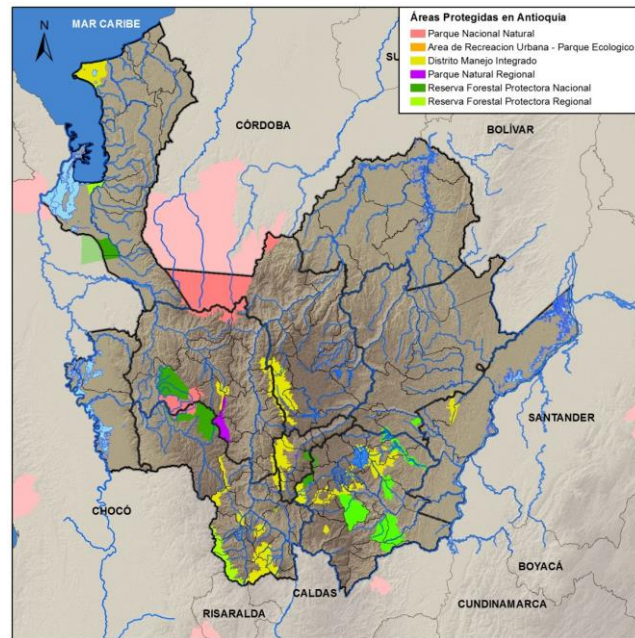 MAR CARIBE
N
Áreas Protegidas en Antioquia
Parque Nacional Natural
Area de Recreacion Urbana - Parque Ecologico
Distrito Manejo Integrado
Parque Natural Regional
Reserva Forestal Protectora Nacional
Reserva Forestal Protectora Regional
SU
CÓRDOBA
BOLÍVAR
SANTANDER
CHOCÓ
BOYACÁ
CALDAS
CUNDINAMARCA
RISARALDA